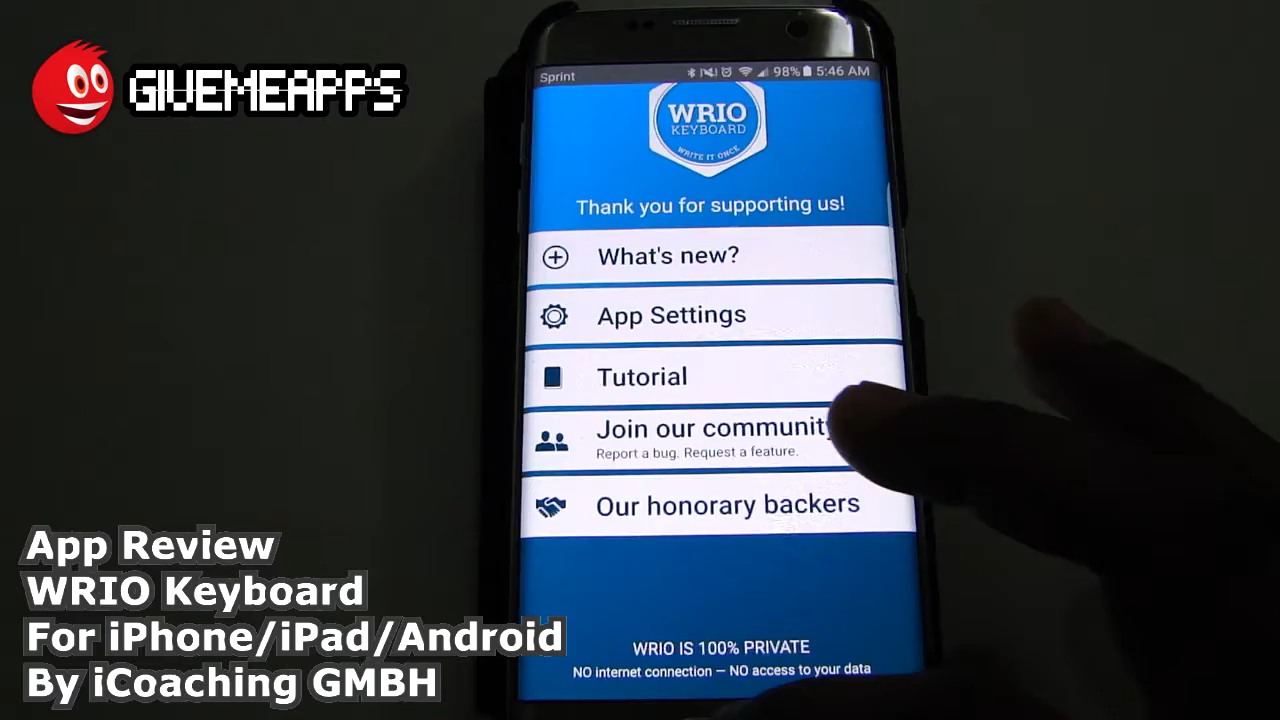 GIVEMEAPPS
Sprint 98% 5:46 AM
WRIO
KEYBOARD
WRITE IT ONCE
Thank you for supporting us!
What's new?
App Settings
Tutorial
Join our community
Report a bug. Request a feature.
Our honorary backers
WRIO IS 100% PRIVATE
NO internet connection — NO access to your data
App Review
WRIO Keyboard
For iPhone/iPad/Android
By iCoaching GMBH